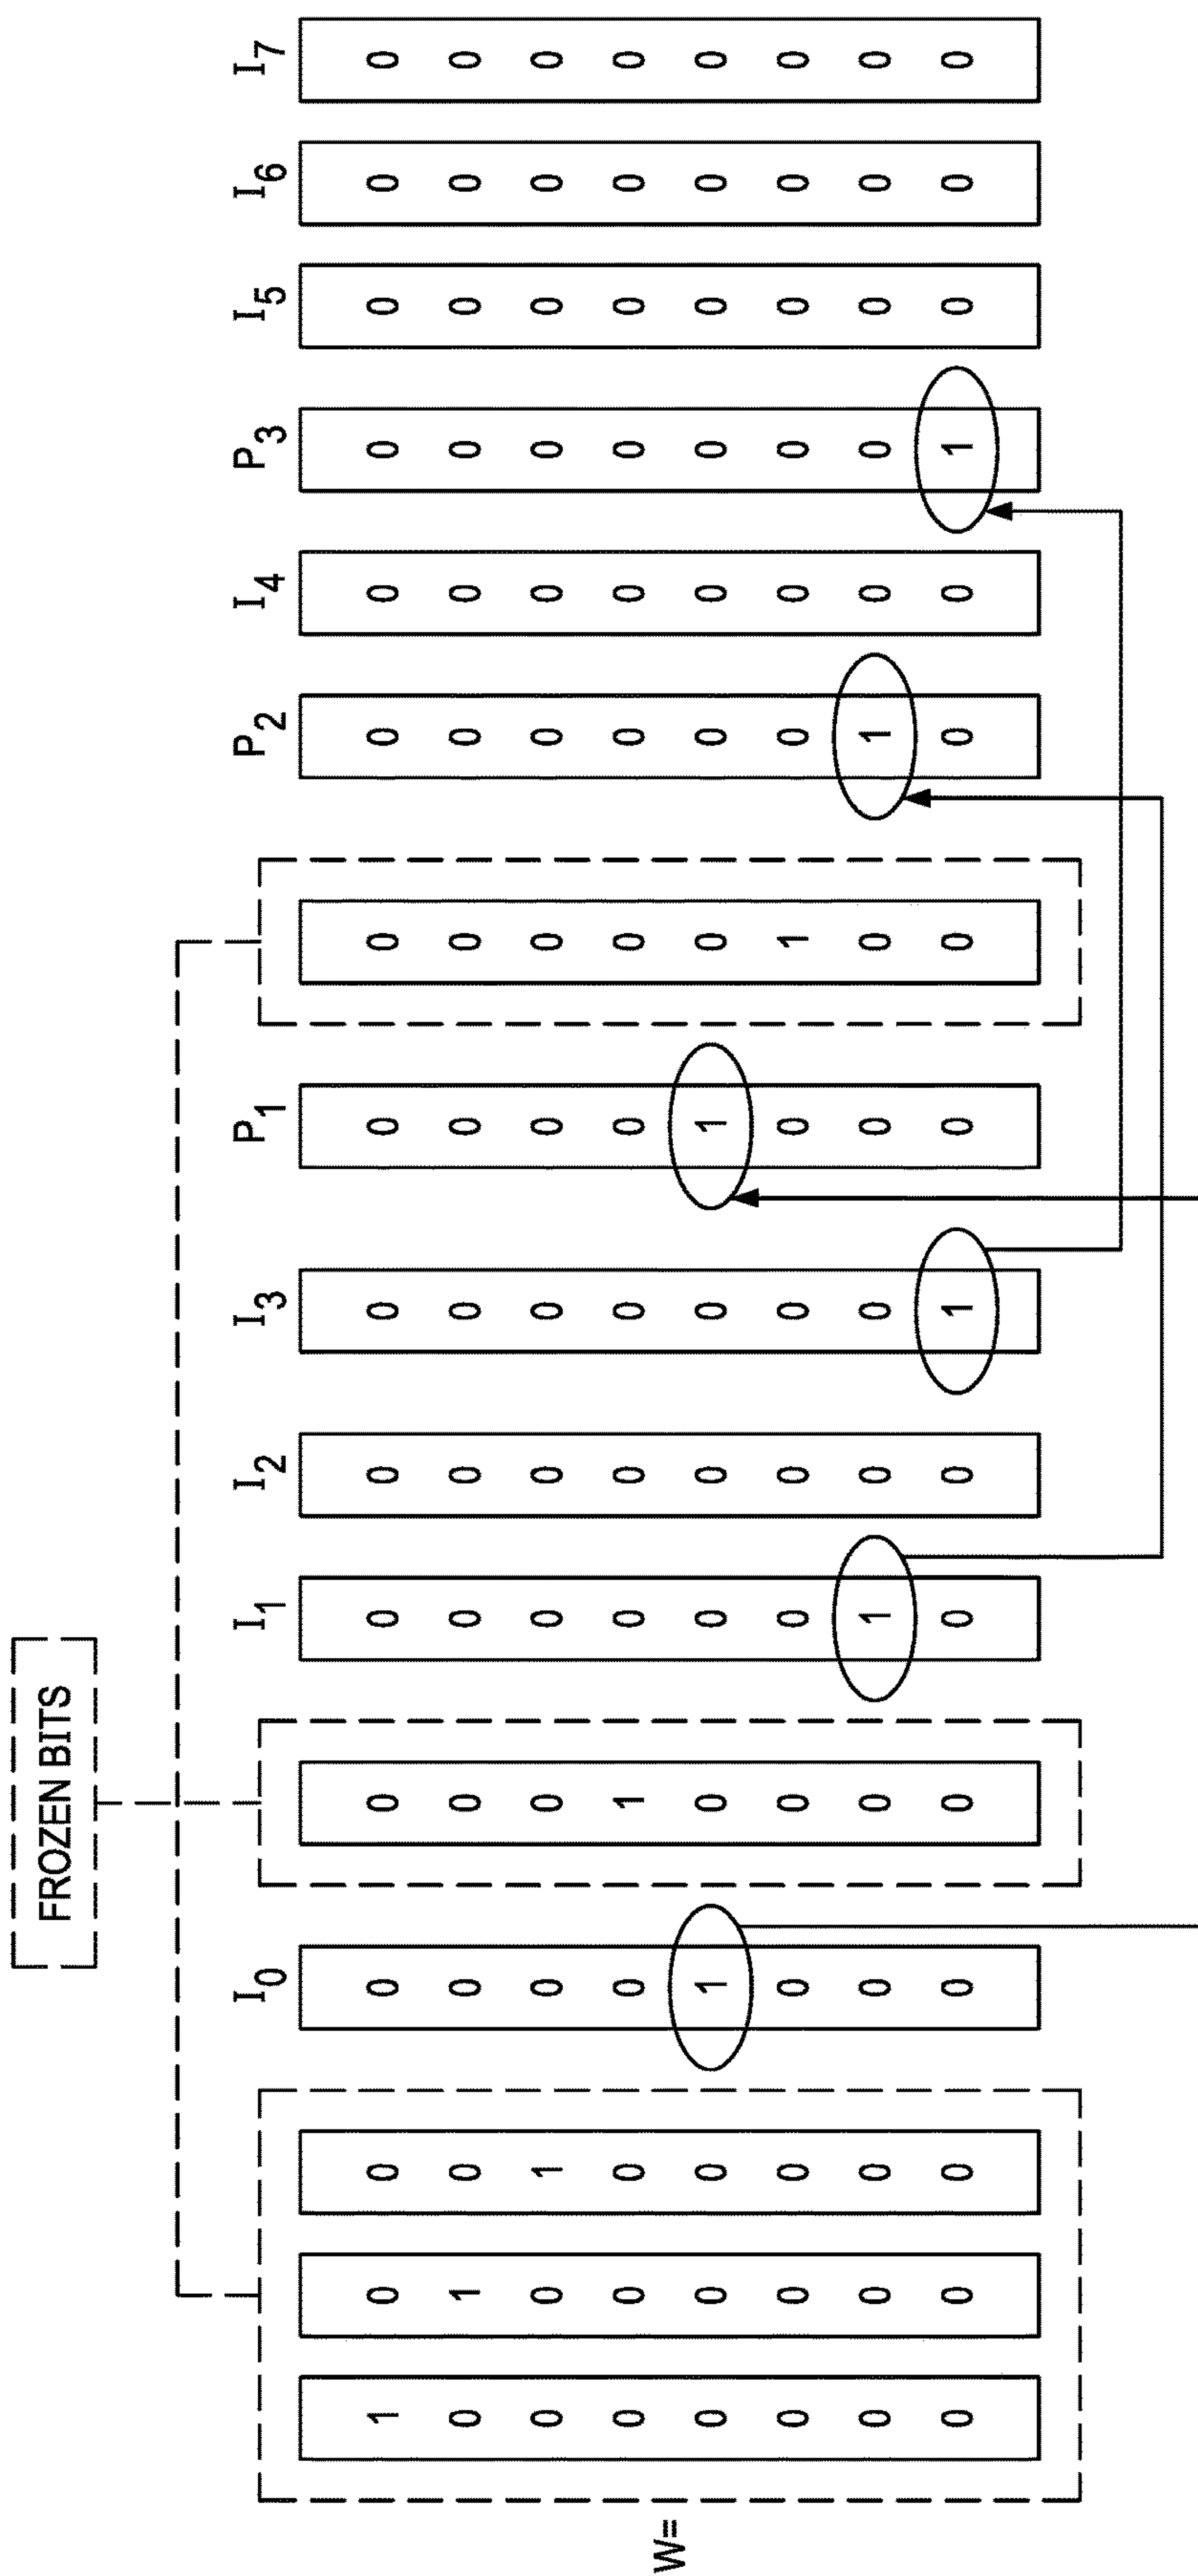 FROZEN BITS
I0 I1 I2 I3 P1 P2 I4 P3 I5 I6 I7
1 0 0 0 0 0 0 0 0 0 0 0 0 0 0 0
0 1 0 0 0 0 0 0 0 0 0 0 0 0 0 0
0 0 1 0 0 0 0 0 0 0 0 0 0 0 0 0
0 0 0 0 1 0 0 0 0 0 0 0 0 0 0 0
W=
0 0 0 1 0 0 0 0 1 0 0 0 0 0 0 0
0 0 0 0 0 0 0 0 0 1 0 0 0 0 0 0
0 0 0 0 0 1 0 0 0 0 1 0 0 0 0 0
0 0 0 0 0 0 0 1 0 0 0 0 1 0 0 0